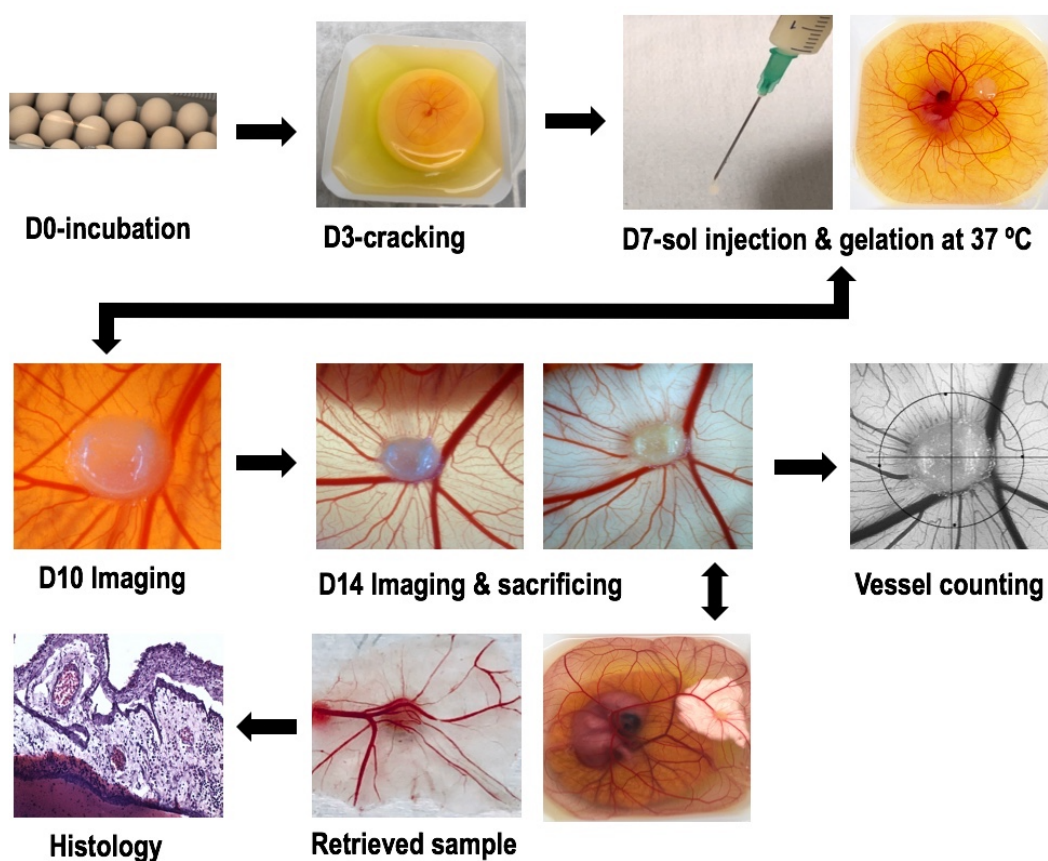 D0-incubation
D3-cracking
D7-sol injection & gelation at 37 ºC
D10 Imaging
D14 Imaging & sacrificing
Vessel counting
Histology
Retrieved sample